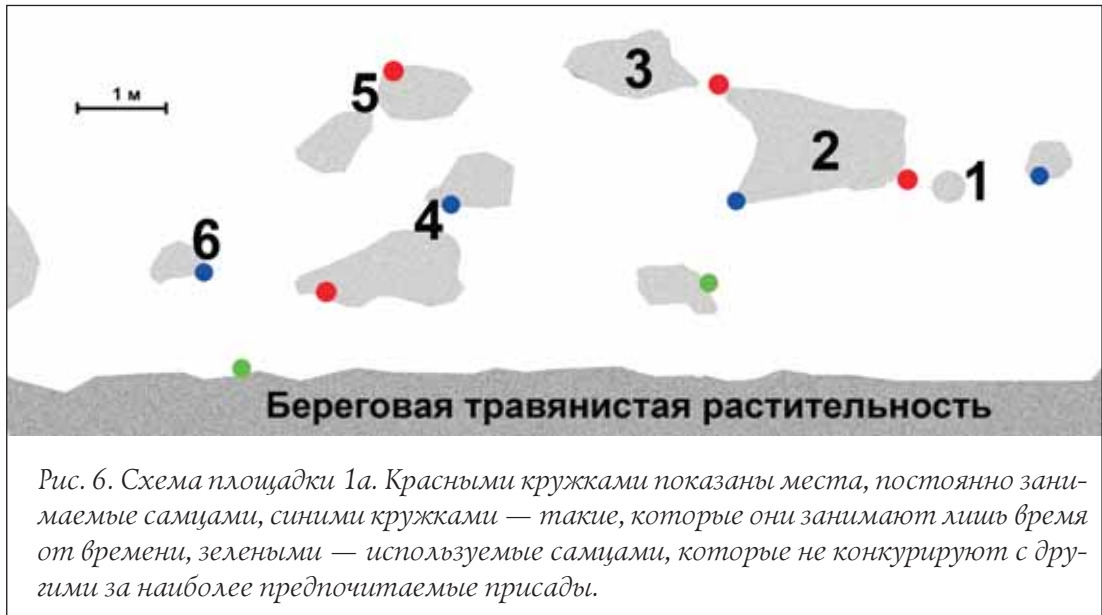 3
5
1 м
2
1
4
6
Береговая травянистая растительность
Рис. 6. Схема площадки 1а. Красными кружками показаны места, постоянно зани-
маемые самцами, синими кружками — такие, которые они занимают лишь время
от времени, зелеными — используемые самцами, которые не конкурируют с дру-
гими за наиболее предпочитаемые присады.